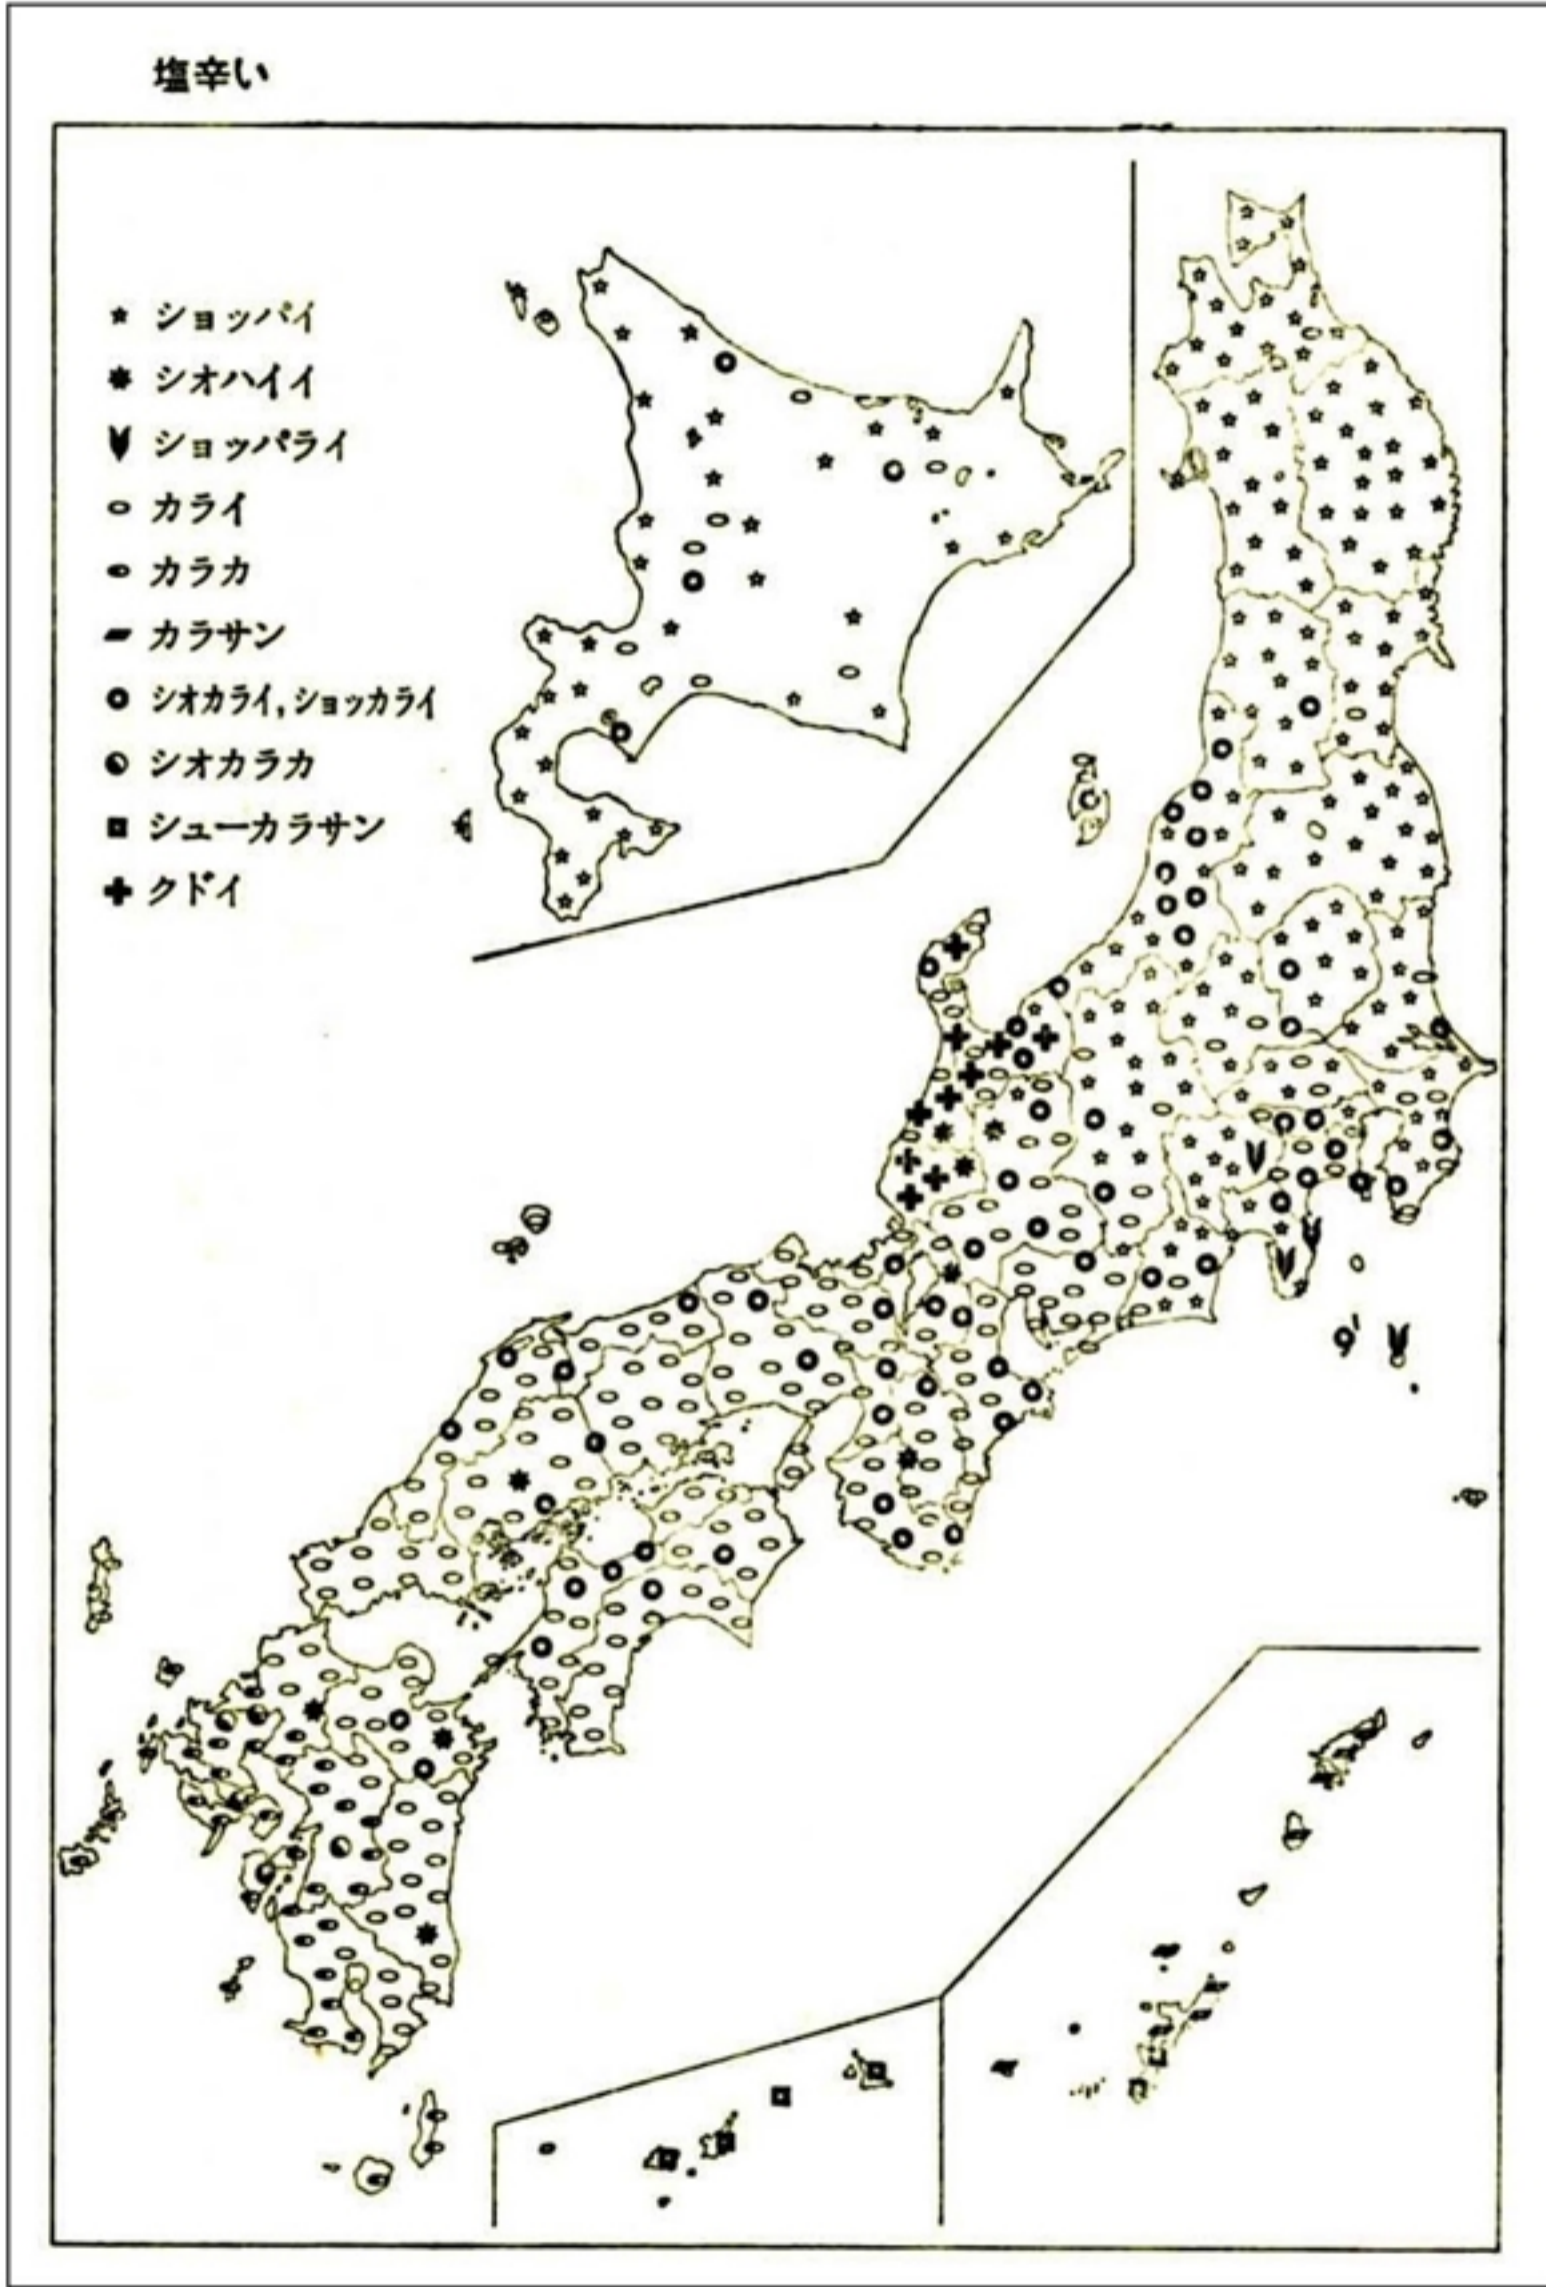 塩辛い
ショッパイ
シオハイイ
ショッパライ
カライ
カラカ
カラサン
シオカライ,ショッカライ
シオカラカ
シューカラサン
クドイ